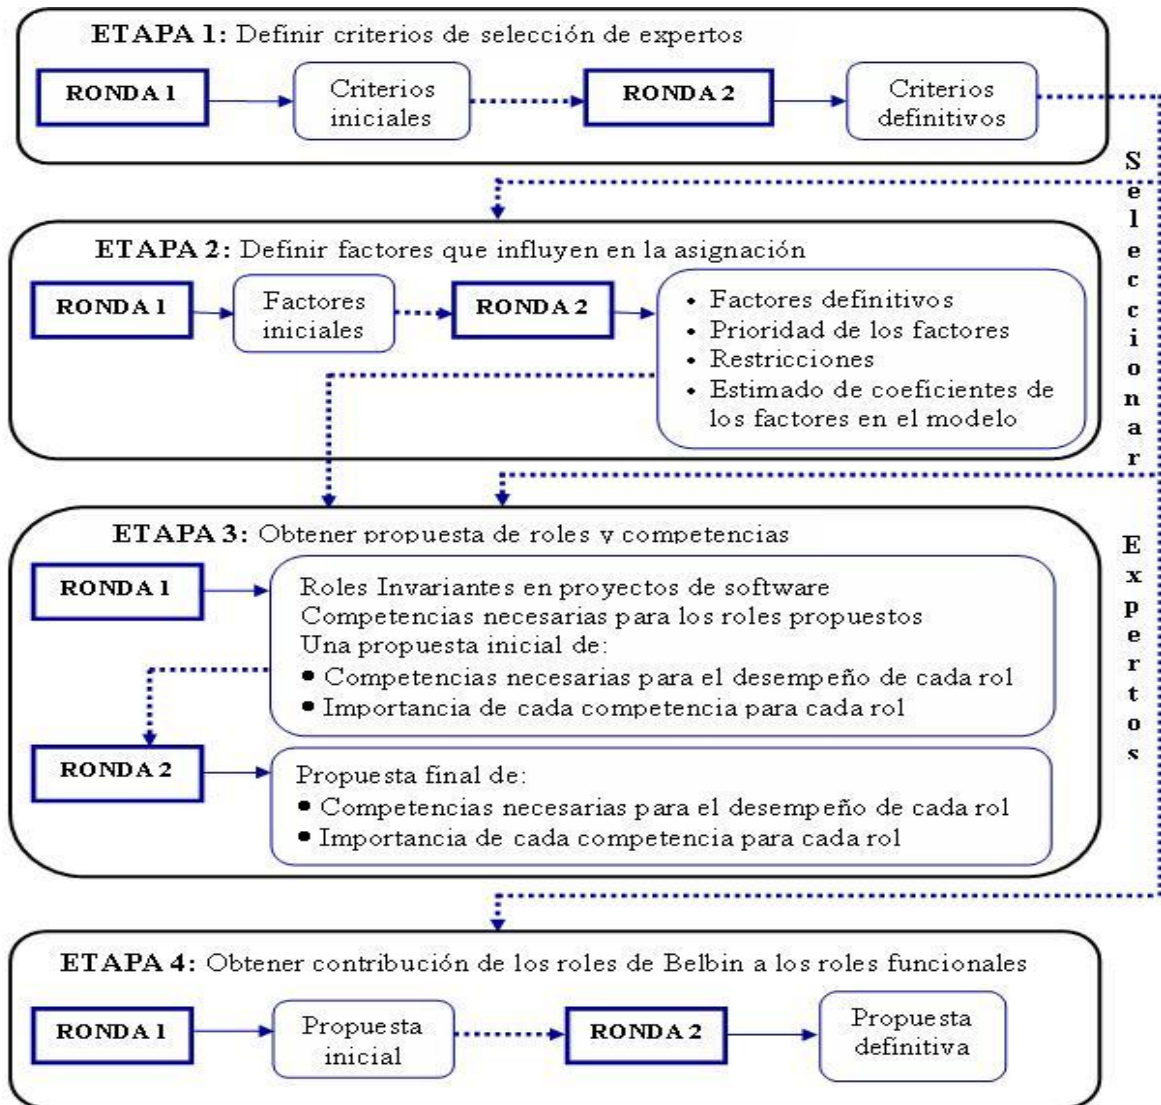 ETAPA 1: Definir criterios de selección de expertos
RONDA 1
Criterios
iniciales
RONDA 2
Criterios
definitivos
Seleccionar
ETAPA 2: Definir factores que influyen en la asignación
RONDA 1
Factores
iniciales
RONDA 2
• Factores definitivos
• Prioridad de los factores
• Restricciones
• Estimado de coeficientes de
los factores en el modelo
ETAPA 3: Obtener propuesta de roles y competencias
Expertos
RONDA 1
Roles Invariantes en proyectos de software
Competencias necesarias para los roles propuestos
Una propuesta inicial de:
• Competencias necesarias para el desempeño de cada rol
• Importancia de cada competencia para cada rol
RONDA 2
Propuesta final de:
• Competencias necesarias para el desempeño de cada rol
• Importancia de cada competencia para cada rol
ETAPA 4: Obtener contribución de los roles de Belbin a los roles funcionales
RONDA 1
Propuesta
inicial
RONDA 2
Propuesta
definitiva